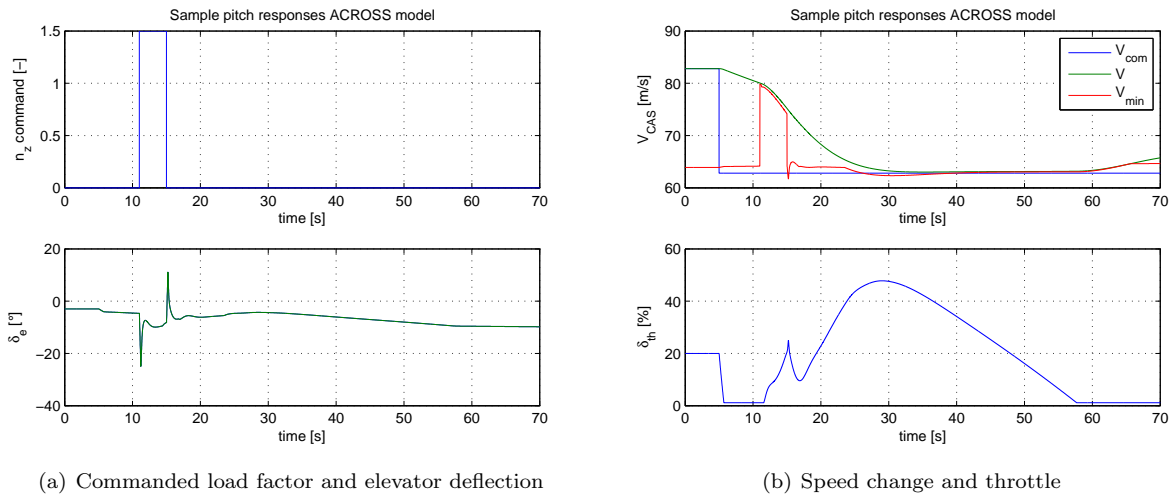 Sample pitch responses ACROSS model
n_z command [−]
1.5
1
0.5
0
0 10 20 30 40 50 60 70
time [s]
δ_e [°]
20
0
−20
−40
0 10 20 30 40 50 60 70
time [s]
(a) Commanded load factor and elevator deflection
Sample pitch responses ACROSS model
V_CAS [m/s]
90
80
70
60
V_com
V
V_min
0 10 20 30 40 50 60 70
time [s]
δ_th [%]
60
40
20
0
0 10 20 30 40 50 60 70
time [s]
(b) Speed change and throttle